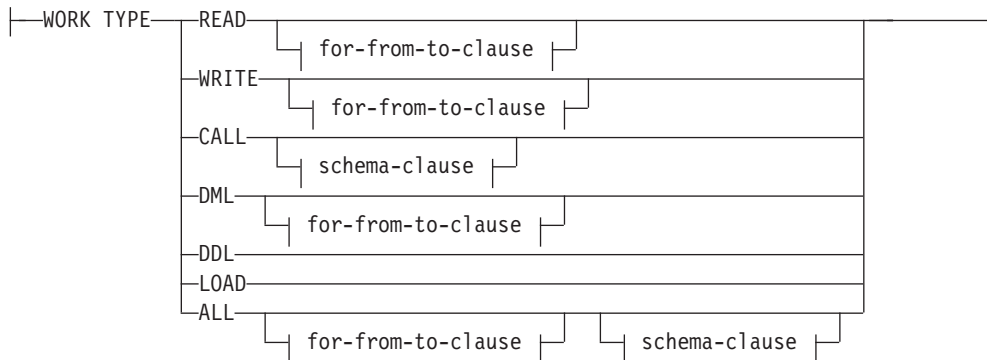 WORK TYPE READ
for-from-to-clause
WRITE
for-from-to-clause
CALL
schema-clause
DML
for-from-to-clause
DDL
LOAD
ALL
for-from-to-clause schema-clause